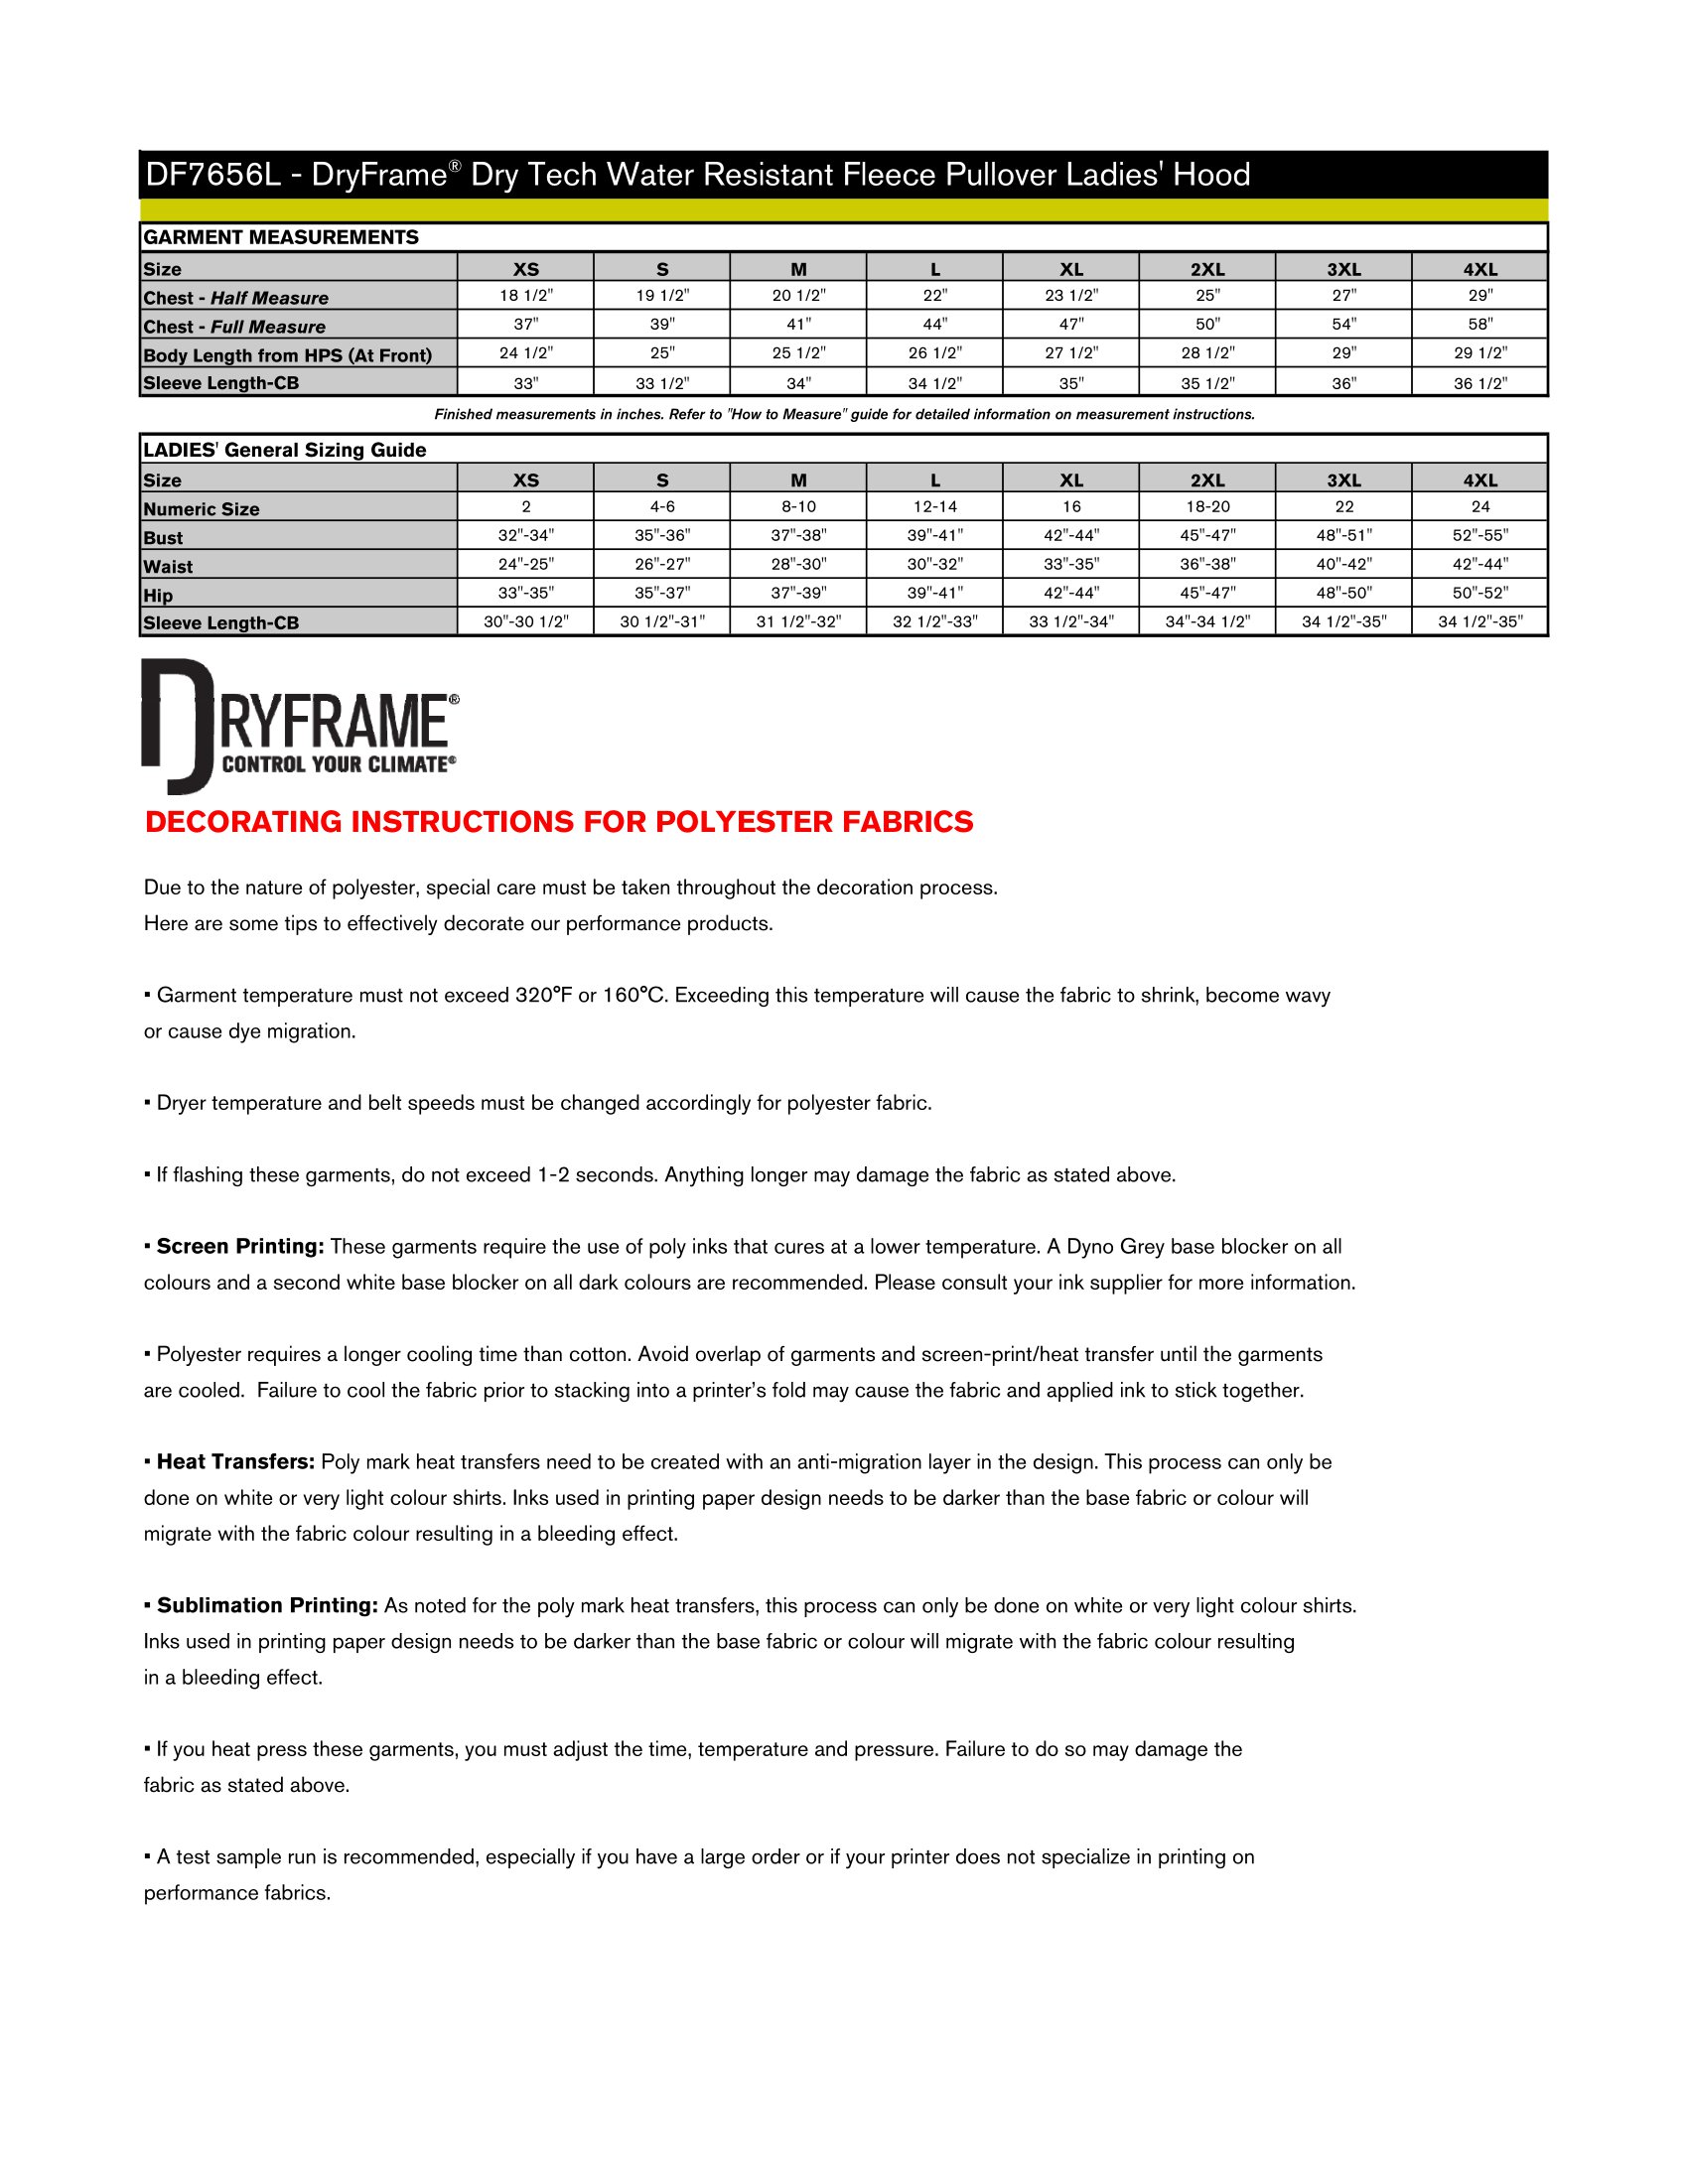 DF7656L - DryFrame® Dry Tech Water Resistant Fleece Pullover Ladies' Hood
GARMENT MEASUREMENTS
Size XS S M L XL 2XL 3XL 4XL
Chest - Half Measure 18 1/2" 19 1/2" 20 1/2" 22" 23 1/2" 25" 27" 29"
Chest - Full Measure 37" 39" 41" 44" 47" 50" 54" 58"
Body Length from HPS (At Front) 24 1/2" 25" 25 1/2" 26 1/2" 27 1/2" 28 1/2" 29" 29 1/2"
Sleeve Length-CB 33" 33 1/2" 34" 34 1/2" 35" 35 1/2" 36" 36 1/2"
Finished measurements in inches. Refer to "How to Measure" guide for detailed information on measurement instructions.
LADIES' General Sizing Guide
Size XS S M L XL 2XL 3XL 4XL
Numeric Size 2 4-6 8-10 12-14 16 18-20 22 24
Bust 32"-34" 35"-36" 37"-38" 39"-41" 42"-44" 45"-47" 48"-51" 52"-55"
Waist 24"-25" 26"-27" 28"-30" 30"-32" 33"-35" 36"-38" 40"-42" 42"-44"
Hip 33"-35" 35"-37" 37"-39" 39"-41" 42"-44" 45"-47" 48"-50" 50"-52"
Sleeve Length-CB 30"-30 1/2" 30 1/2"-31" 31 1/2"-32" 32 1/2"-33" 33 1/2"-34" 34"-34 1/2" 34 1/2"-35" 34 1/2"-35"
DRYFRAME®
CONTROL YOUR CLIMATE®
DECORATING INSTRUCTIONS FOR POLYESTER FABRICS
Due to the nature of polyester, special care must be taken throughout the decoration process.
Here are some tips to effectively decorate our performance products.
▪ Garment temperature must not exceed 320°F or 160°C. Exceeding this temperature will cause the fabric to shrink, become wavy
or cause dye migration.
▪ Dryer temperature and belt speeds must be changed accordingly for polyester fabric.
▪ If flashing these garments, do not exceed 1-2 seconds. Anything longer may damage the fabric as stated above.
▪ Screen Printing: These garments require the use of poly inks that cures at a lower temperature. A Dyno Grey base blocker on all
colours and a second white base blocker on all dark colours are recommended. Please consult your ink supplier for more information.
▪ Polyester requires a longer cooling time than cotton. Avoid overlap of garments and screen-print/heat transfer until the garments
are cooled.  Failure to cool the fabric prior to stacking into a printer’s fold may cause the fabric and applied ink to stick together.
▪ Heat Transfers: Poly mark heat transfers need to be created with an anti-migration layer in the design. This process can only be
done on white or very light colour shirts. Inks used in printing paper design needs to be darker than the base fabric or colour will
migrate with the fabric colour resulting in a bleeding effect.
▪ Sublimation Printing: As noted for the poly mark heat transfers, this process can only be done on white or very light colour shirts.
Inks used in printing paper design needs to be darker than the base fabric or colour will migrate with the fabric colour resulting
in a bleeding effect.
▪ If you heat press these garments, you must adjust the time, temperature and pressure. Failure to do so may damage the
fabric as stated above.
▪ A test sample run is recommended, especially if you have a large order or if your printer does not specialize in printing on
performance fabrics.